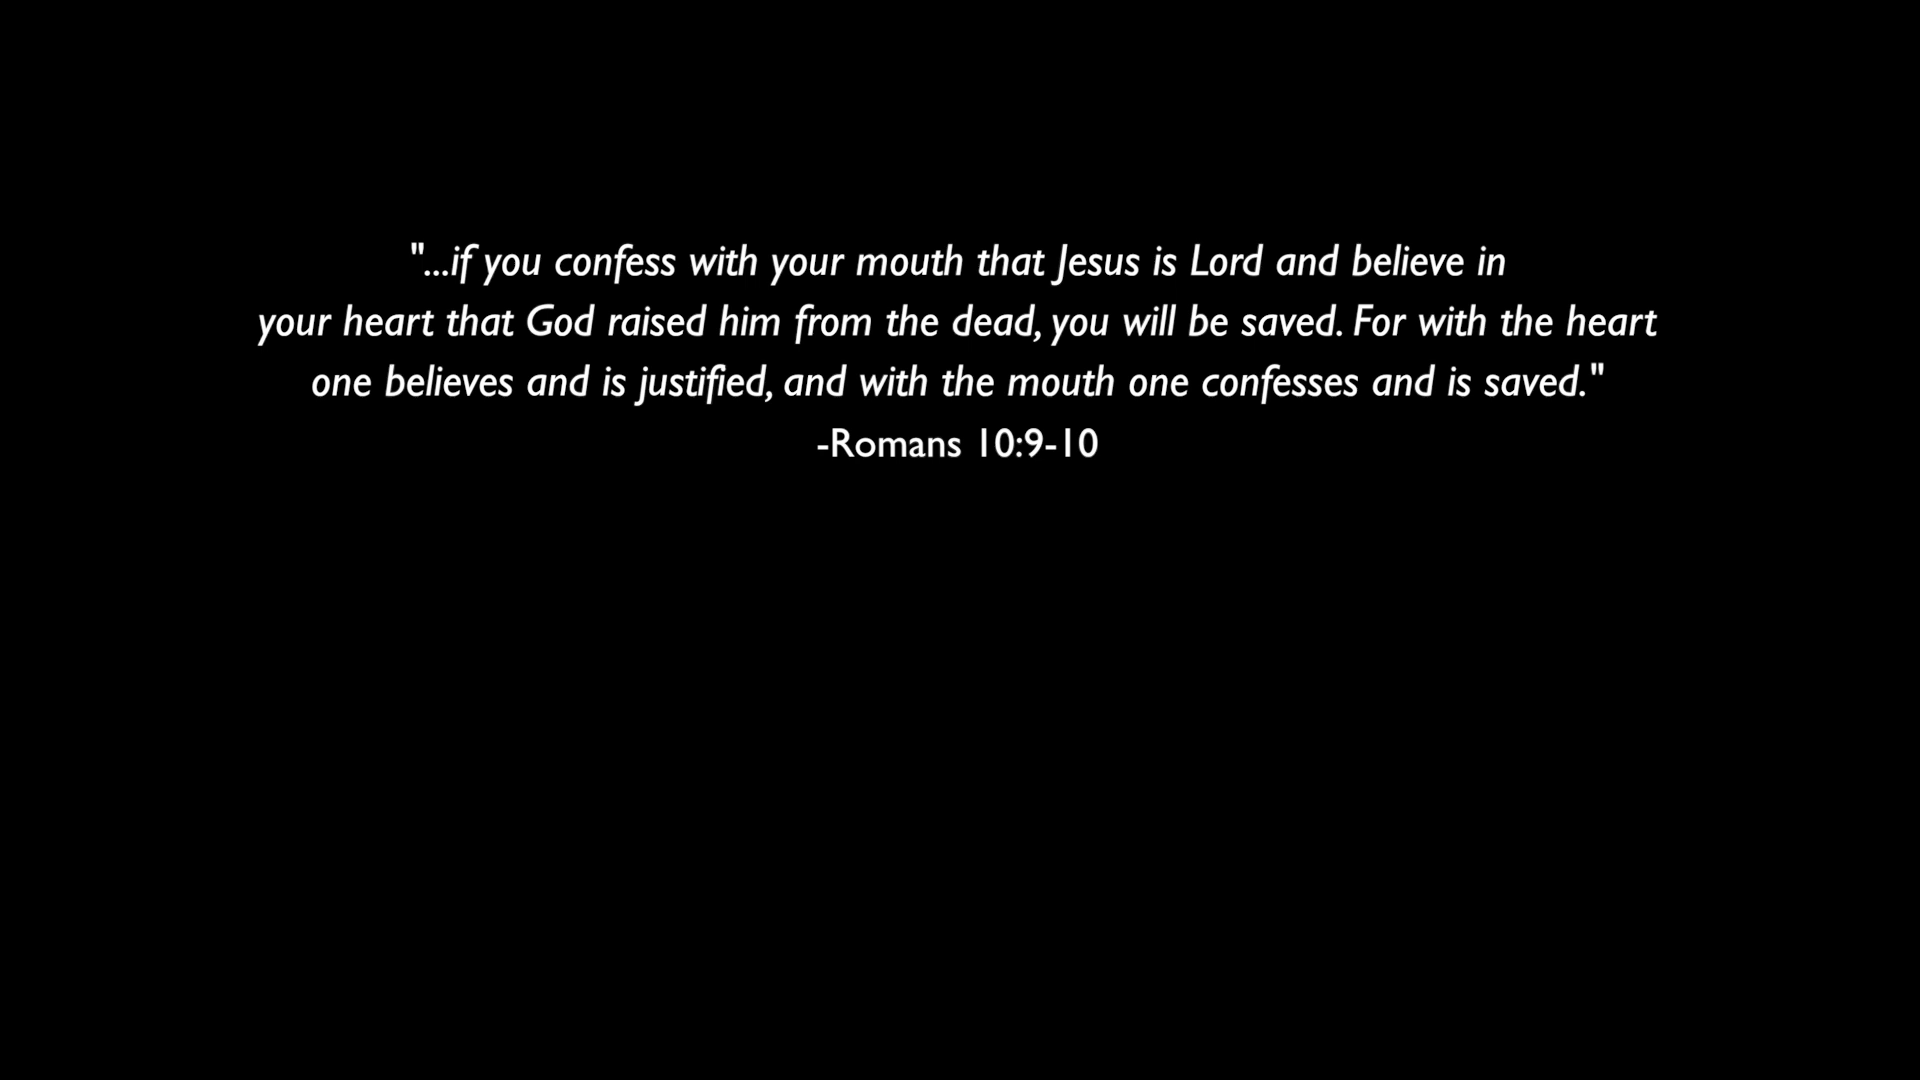 "...if you confess with your mouth that Jesus is Lord and believe in
your heart that God raised him from the dead, you will be saved. For with the heart
one believes and is justified, and with the mouth one confesses and is saved."
-Romans 10:9-10